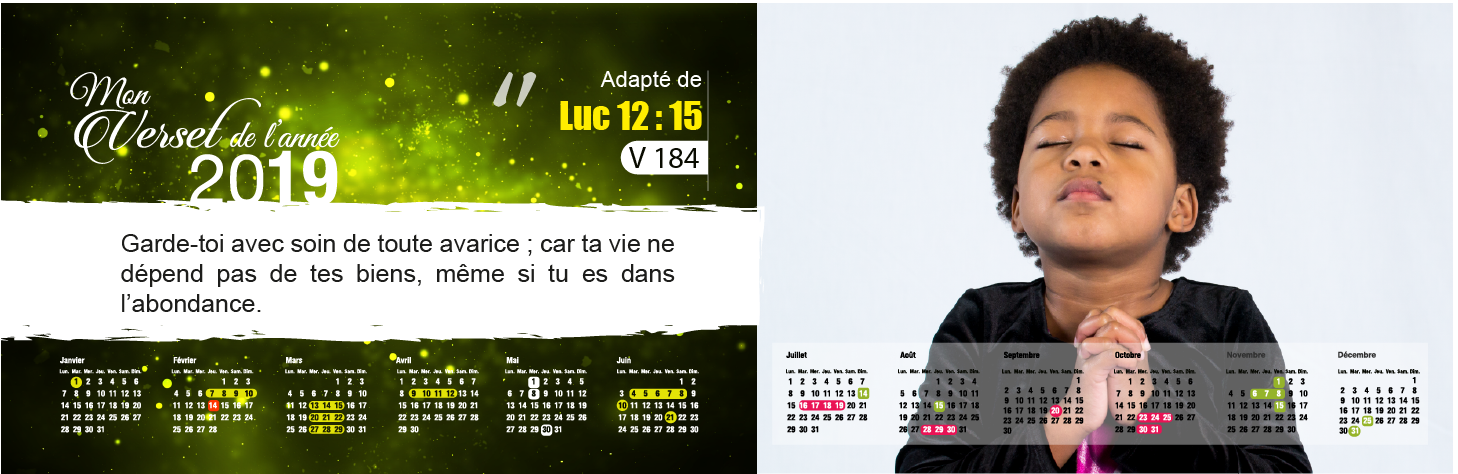 Mon
Verset de l'année
2019
"
Adapté de
Luc 12 : 15
V 184
Garde-toi avec soin de toute avarice ; car ta vie ne
dépend pas de tes biens, même si tu es dans
l'abondance.
Janvier
Lun. Mar. Mer. Jeu. Ven. Sam. Dim.
1 2 3 4 5 6
7 8 9 10 11 12 13
14 15 16 17 18 19 20
21 22 23 24 25 26 27
28 29 30 31
Février
Lun. Mar. Mer. Jeu. Ven. Sam. Dim.
1 2 3
4 5 6 7 8 9 10
11 12 13 14 15 16 17
18 19 20 21 22 23 24
25 26 27 28
Mars
Lun. Mar. Mer. Jeu. Ven. Sam. Dim.
1 2 3
4 5 6 7 8 9 10
11 12 13 14 15 16 17
18 19 20 21 22 23 24
25 26 27 28 29 30 31
Avril
Lun. Mar. Mer. Jeu. Ven. Sam. Dim.
1 2 3 4 5 6 7
8 9 10 11 12 13 14
15 16 17 18 19 20 21
22 23 24 25 26 27 28
29 30
Mai
Lun. Mar. Mer. Jeu. Ven. Sam. Dim.
1 2 3 4 5
6 7 8 9 10 11 12
13 14 15 16 17 18 19
20 21 22 23 24 25 26
27 28 29 30 31
Juin
Lun. Mar. Mer. Jeu. Ven. Sam. Dim.
1 2
3 4 5 6 7 8 9
10 11 12 13 14 15 16
17 18 19 20 21 22 23
24 25 26 27 28 29 30
Juillet
Lun. Mar. Mer. Jeu. Ven. Sam. Dim.
1 2 3 4 5 6 7
8 9 10 11 12 13 14
15 16 17 18 19 20 21
22 23 24 25 26 27 28
29 30 31
Août
Lun. Mar. Mer. Jeu. Ven. Sam. Dim.
1 2 3 4
5 6 7 8 9 10 11
12 13 14 15 16 17 18
19 20 21 22 23 24 25
26 27 28 29 30 31
Septembre
Lun. Mar. Mer. Jeu. Ven. Sam. Dim.
1
2 3 4 5 6 7 8
9 10 11 12 13 14 15
16 17 18 19 20 21 22
23 24 25 26 27 28 29
30
Octobre
Lun. Mar. Mer. Jeu. Ven. Sam. Dim.
1 2 3 4 5 6
7 8 9 10 11 12 13
14 15 16 17 18 19 20
21 22 23 24 25 26 27
28 29 30 31
Novembre
Lun. Mar. Mer. Jeu. Ven. Sam. Dim.
1 2 3
4 5 6 7 8 9 10
11 12 13 14 15 16 17
18 19 20 21 22 23 24
25 26 27 28 29 30
Décembre
Lun. Mar. Mer. Jeu. Ven. Sam. Dim.
1
2 3 4 5 6 7 8
9 10 11 12 13 14 15
16 17 18 19 20 21 22
23 24 25 26 27 28 29
30 31